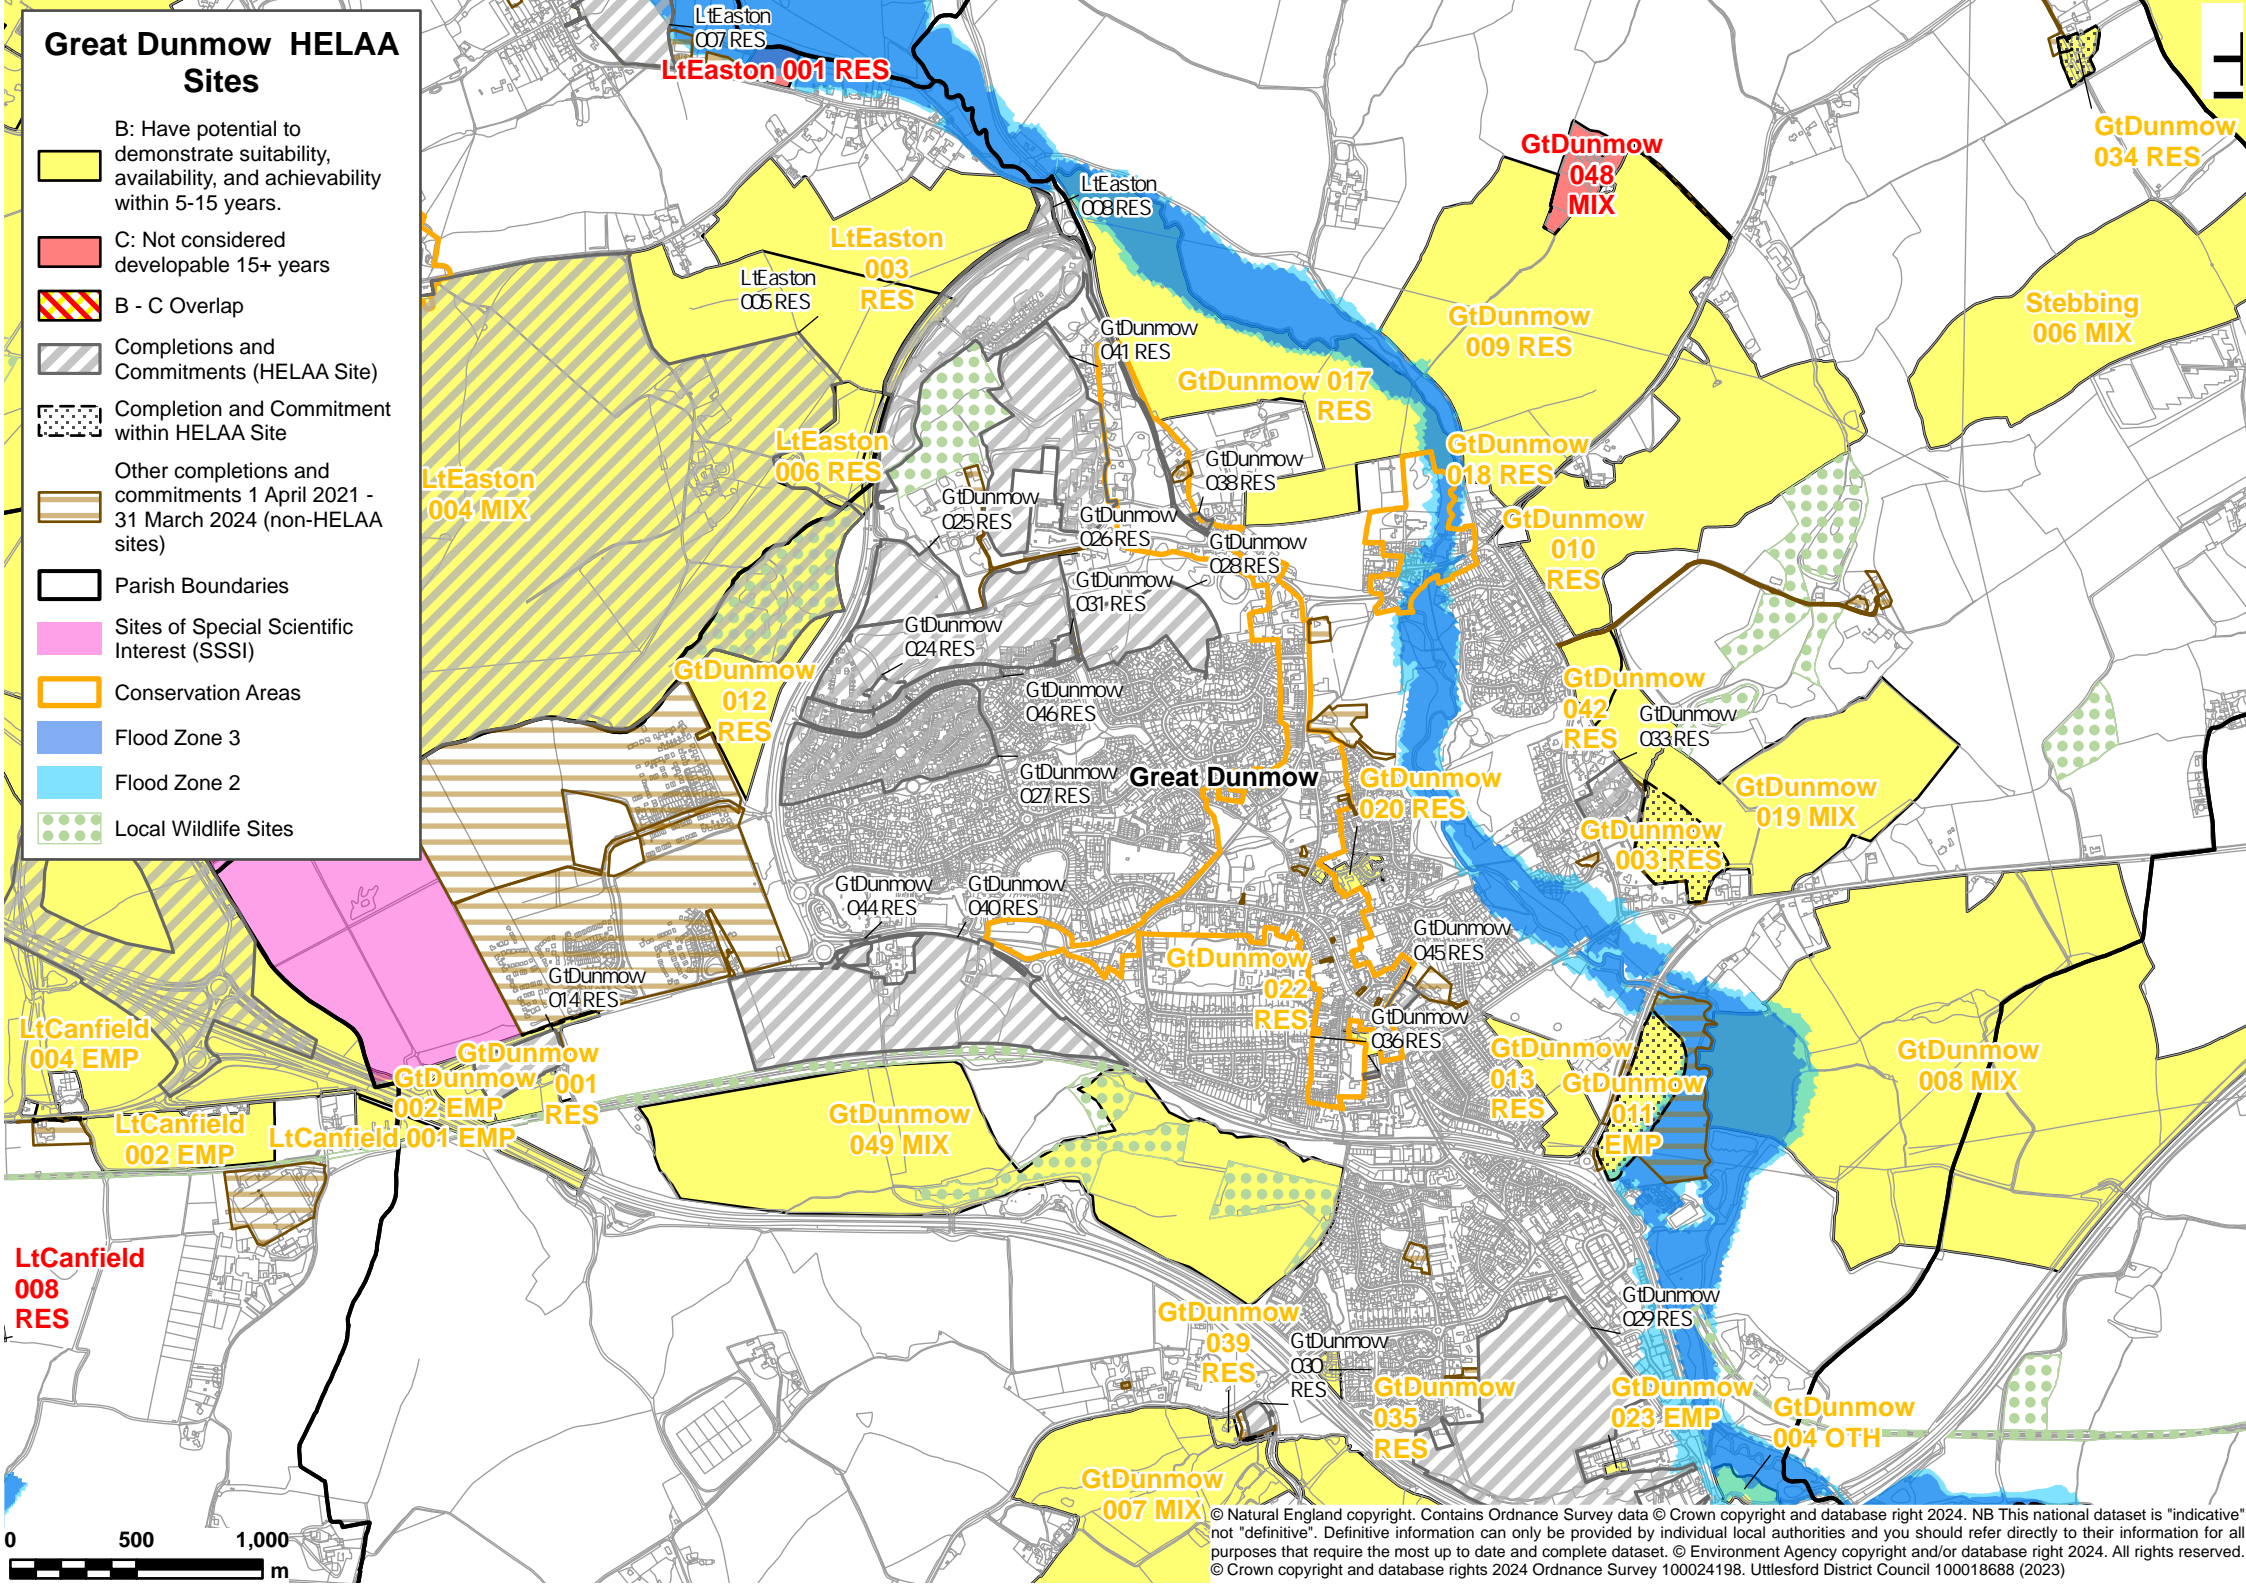 Great Dunmow HELAA
Sites
B: Have potential to
demonstrate suitability,
availability, and achievability
within 5-15 years.
C: Not considered
developable 15+ years
B - C Overlap
Completions and
Commitments (HELAA Site)
Completion and Commitment
within HELAA Site
Other completions and
commitments 1 April 2021 -
31 March 2024 (non-HELAA
sites)
Parish Boundaries
Sites of Special Scientific
Interest (SSSI)
Conservation Areas
Flood Zone 3
Flood Zone 2
Local Wildlife Sites
LtEaston
007 RES
LtEaston 001 RES
GtDunmow
034 RES
GtDunmow
048
MIX
LtEaston
008 RES
LtEaston
003
RES
LtEaston
005 RES
GtDunmow
041 RES
GtDunmow
009 RES
Stebbing
006 MIX
GtDunmow 017
RES
LtEaston
006 RES
LtEaston
004 MIX
GtDunmow
038 RES
GtDunmow
018 RES
GtDunmow
025 RES
GtDunmow
026 RES
GtDunmow
028 RES
GtDunmow
010
RES
GtDunmow
031 RES
GtDunmow
024 RES
GtDunmow
012
RES
GtDunmow
046 RES
GtDunmow
042
RES
GtDunmow
033 RES
GtDunmow
027 RES
Great Dunmow
GtDunmow
020 RES
GtDunmow
019 MIX
GtDunmow
003 RES
GtDunmow
044 RES
GtDunmow
040 RES
GtDunmow
045 RES
GtDunmow
022
RES
GtDunmow
014 RES
GtDunmow
036 RES
LtCanfield
004 EMP
GtDunmow
001
RES
GtDunmow
002 EMP
GtDunmow
013
RES
GtDunmow
011
EMP
GtDunmow
008 MIX
LtCanfield
002 EMP
LtCanfield 001 EMP
GtDunmow
049 MIX
LtCanfield
008
RES
GtDunmow
039
RES
GtDunmow
030
RES
GtDunmow
029 RES
GtDunmow
035
RES
GtDunmow
023 EMP
GtDunmow
004 OTH
GtDunmow
007 MIX
0 500 1,000
m
© Natural England copyright. Contains Ordnance Survey data © Crown copyright and database right 2024. NB This national dataset is "indicative"
not "definitive". Definitive information can only be provided by individual local authorities and you should refer directly to their information for all
purposes that require the most up to date and complete dataset. © Environment Agency copyright and/or database right 2024. All rights reserved.
© Crown copyright and database rights 2024 Ordnance Survey 100024198. Uttlesford District Council 100018688 (2023)